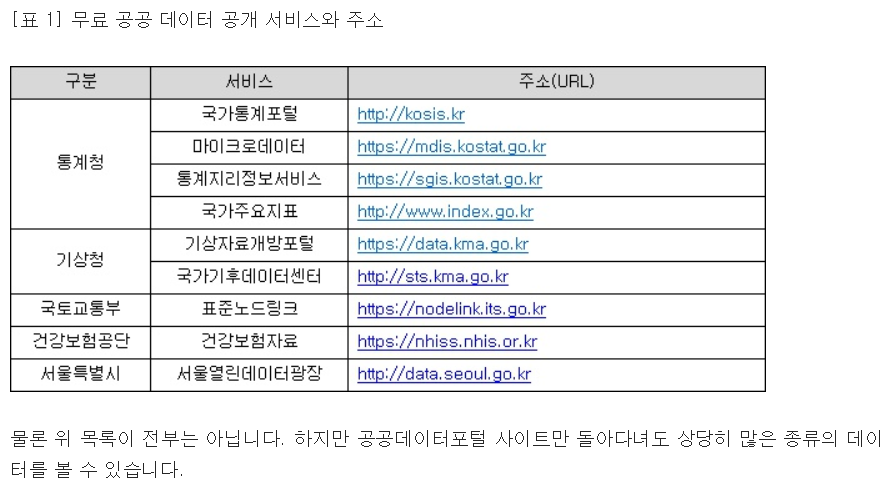 [표 1] 무료 공공 데이터 공개 서비스와 주소
구분 서비스 주소(URL)
통계청 국가통계포털 http://kosis.kr
마이크로데이터 https://mdis.kostat.go.kr
통계지리정보서비스 https://sgis.kostat.go.kr
국가주요지표 http://www.index.go.kr
기상청 기상자료개방포털 https://data.kma.go.kr
국가기후데이터센터 http://sts.kma.go.kr
국토교통부 표준노드링크 https://nodelink.its.go.kr
건강보험공단 건강보험자료 https://nhiss.nhis.or.kr
서울특별시 서울열린데이터광장 http://data.seoul.go.kr
물론 위 목록이 전부는 아닙니다. 하지만 공공데이터포털 사이트만 돌아다녀도 상당히 많은 종류의 데이
터를 볼 수 있습니다.